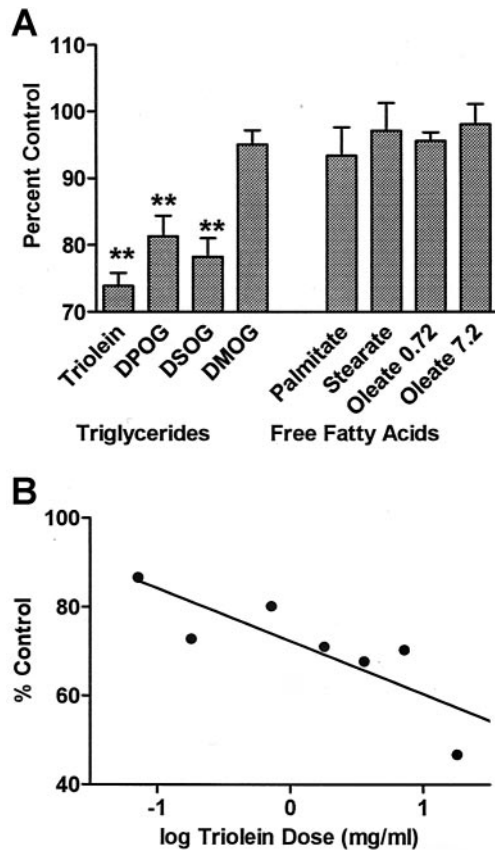 A
Percent Control
110
100
90
80
70
**
**
**
Triolein
DPOG
DSOG
DMOG
Palmitate
Stearate
Oleate 0.72
Oleate 7.2
Triglycerides
Free Fatty Acids
B
% Control
100
80
60
40
-1
0
1
log Triolein Dose (mg/ml)